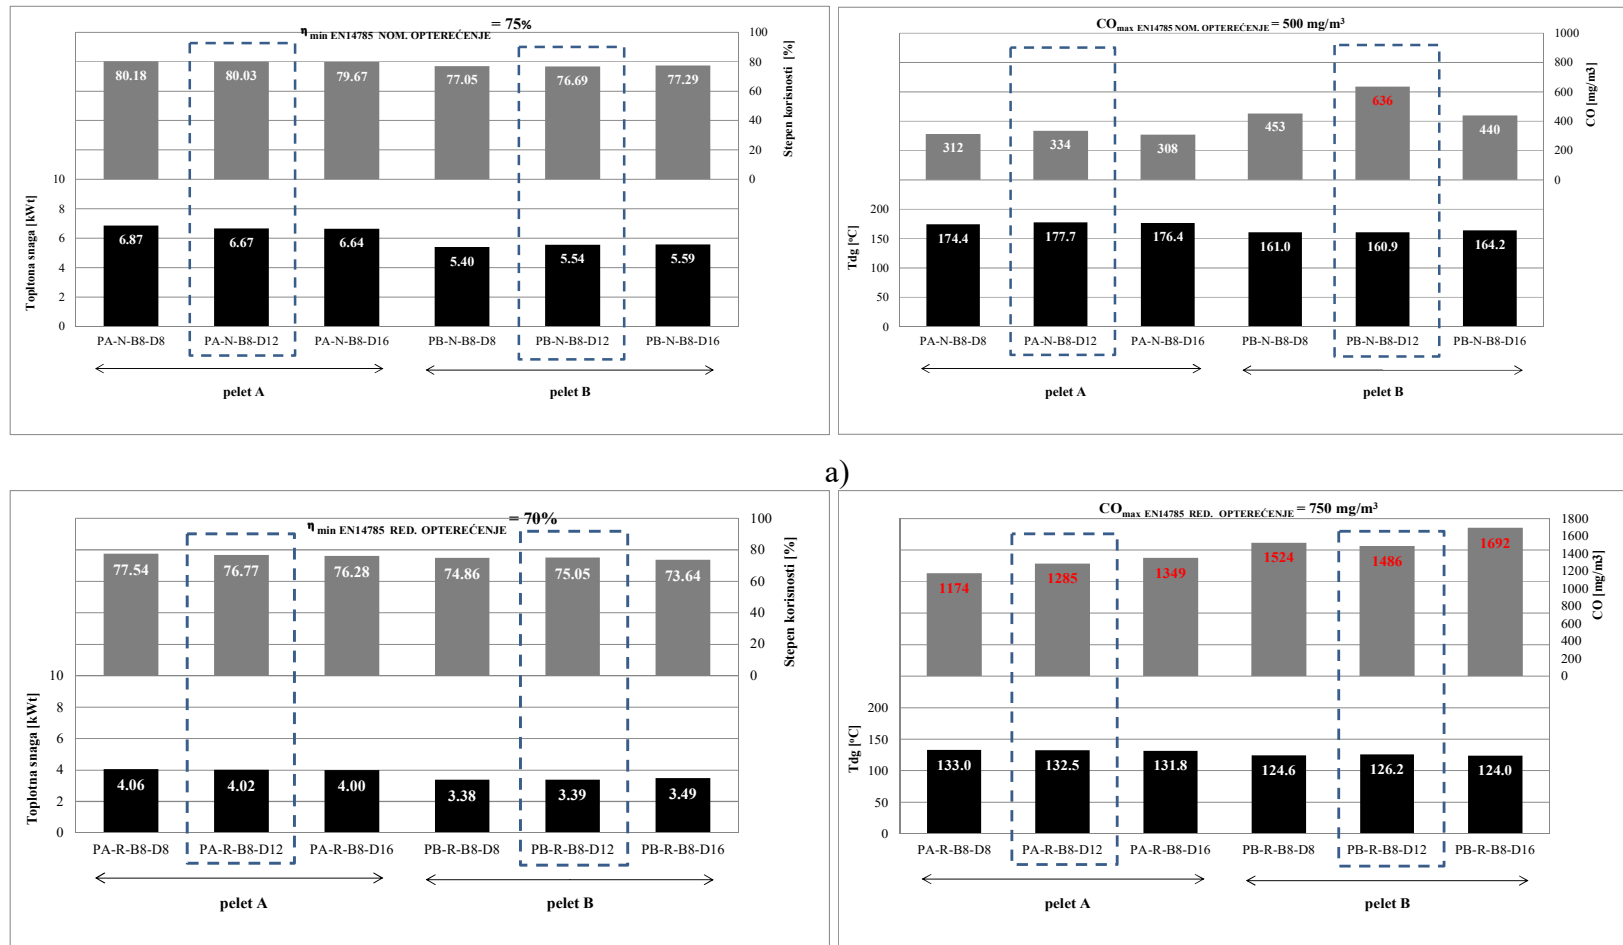 η min EN14785 NOM. OPTEREĆENJE = 75%
100
80
60
40
20
0
Stepen korisnosti [%]
80.18 80.03 79.67 77.05 76.69 77.29
10
8
6
4
2
0
Topltona snaga [kWt]
6.87 6.67 6.64 5.40 5.54 5.59
PA-N-B8-D8 PA-N-B8-D12 PA-N-B8-D16 PB-N-B8-D8 PB-N-B8-D12 PB-N-B8-D16
pelet A pelet B
COmax EN14785 NOM. OPTEREĆENJE = 500 mg/m³
1000
800
600
400
200
0
CO [mg/m3]
312 334 308 453 636 440
200
150
100
50
0
Tdg [°C]
174.4 177.7 176.4 161.0 160.9 164.2
PA-N-B8-D8 PA-N-B8-D12 PA-N-B8-D16 PB-N-B8-D8 PB-N-B8-D12 PB-N-B8-D16
pelet A pelet B
a)
η min EN14785 RED. OPTEREĆENJE = 70%
100
80
60
40
20
0
Stepen korisnosti [%]
77.54 76.77 76.28 74.86 75.05 73.64
10
8
6
4
2
0
Toplotna snaga [kWt]
4.06 4.02 4.00 3.38 3.39 3.49
PA-R-B8-D8 PA-R-B8-D12 PA-R-B8-D16 PB-R-B8-D8 PB-R-B8-D12 PB-R-B8-D16
pelet A pelet B
COmax EN14785 RED. OPTEREĆENJE = 750 mg/m³
1800
1600
1400
1200
1000
800
600
400
200
0
CO [mg/m3]
1174 1285 1349 1524 1486 1692
200
150
100
50
0
Tdg [°C]
133.0 132.5 131.8 124.6 126.2 124.0
PA-R-B8-D8 PA-R-B8-D12 PA-R-B8-D16 PB-R-B8-D8 PB-R-B8-D12 PB-R-B8-D16
pelet A pelet B